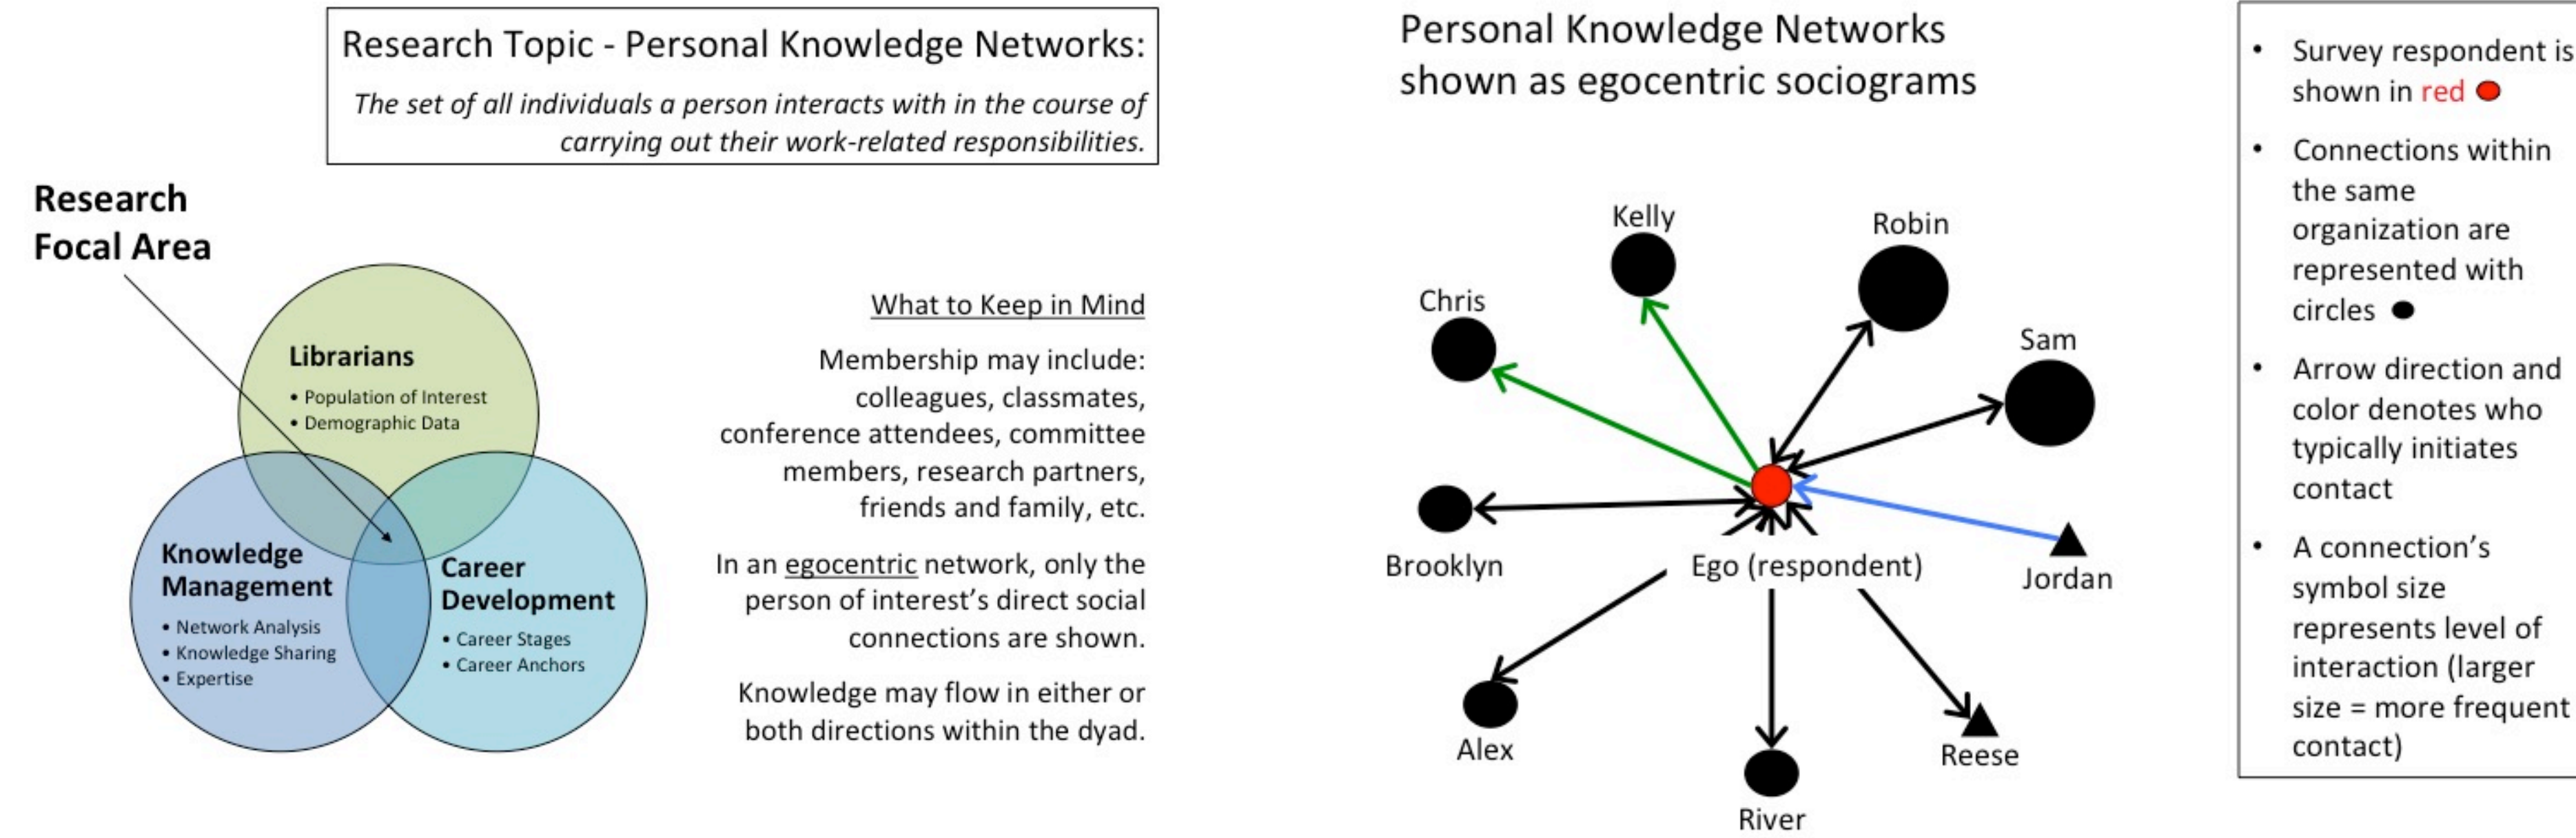 Research Topic - Personal Knowledge Networks:
The set of all individuals a person interacts with in the course of
carrying out their work-related responsibilities.
Research
Focal Area
Librarians
• Population of Interest
• Demographic Data
Knowledge
Management
• Network Analysis
• Knowledge Sharing
• Expertise
Career
Development
• Career Stages
• Career Anchors
What to Keep in Mind
Membership may include:
colleagues, classmates,
conference attendees, committee
members, research partners,
friends and family, etc.
In an egocentric network, only the
person of interest's direct social
connections are shown.
Knowledge may flow in either or
both directions within the dyad.
Personal Knowledge Networks
shown as egocentric sociograms
Kelly
Robin
Chris
Sam
Brooklyn
Ego (respondent)
Jordan
Alex
River
Reese
• Survey respondent is
shown in red
• Connections within
the same
organization are
represented with
circles
• Arrow direction and
color denotes who
typically initiates
contact
• A connection's
symbol size
represents level of
interaction (larger
size = more frequent
contact)